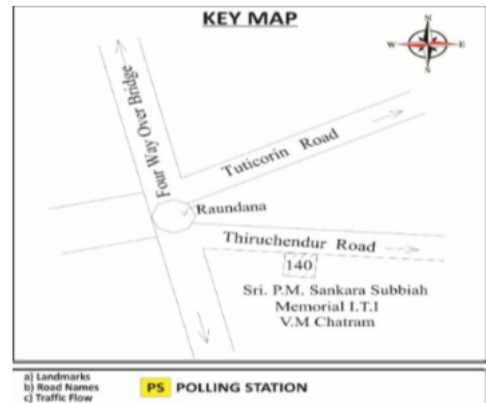 KEY MAP
N
W
E
S
Four Way Over Bridge
Tuticorin Road
Raundana
Thiruchendur Road
140
Sri. P.M. Sankara Subbiah
Memorial I.T.I
V.M Chatram
a) Landmarks
b) Road Names
c) Traffic Flow
PS POLLING STATION